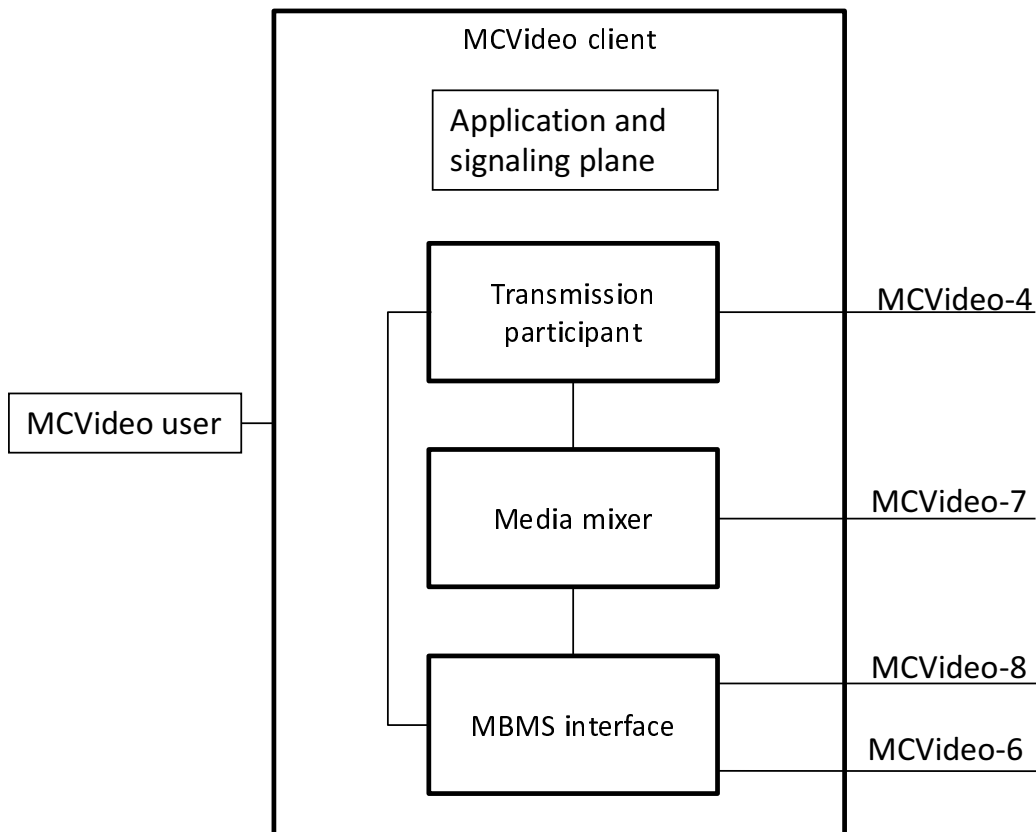 MCVideo client
Application and
signaling plane
Transmission
participant
MCVideo-4
MCVideo user
Media mixer
MCVideo-7
MBMS interface
MCVideo-8
MCVideo-6